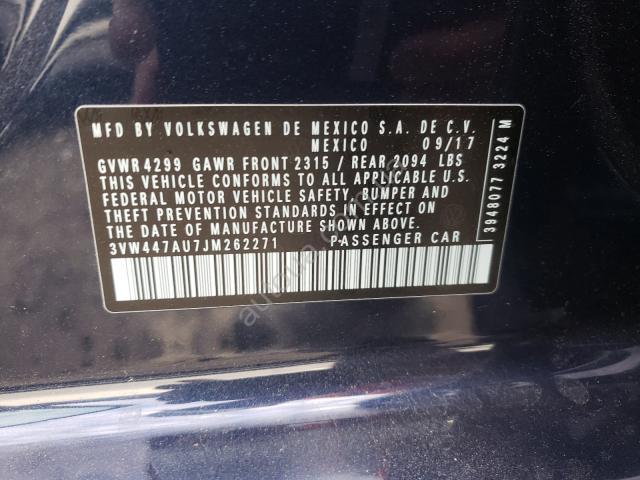 MFD BY VOLKSWAGEN DE MEXICO S.A. DE C.V.
MEXICO 09/17
GVWR 4299 GAWR FRONT 2315 / REAR 2094 LBS
THIS VEHICLE CONFORMS TO ALL APPLICABLE U.S.
FEDERAL MOTOR VEHICLE SAFETY, BUMPER AND
THEFT PREVENTION STANDARDS IN EFFECT ON
THE DATE OF MANUFACTURE SHOWN ABOVE.
3VW447AU7JM262271 PASSENGER CAR
3948077 3224 M